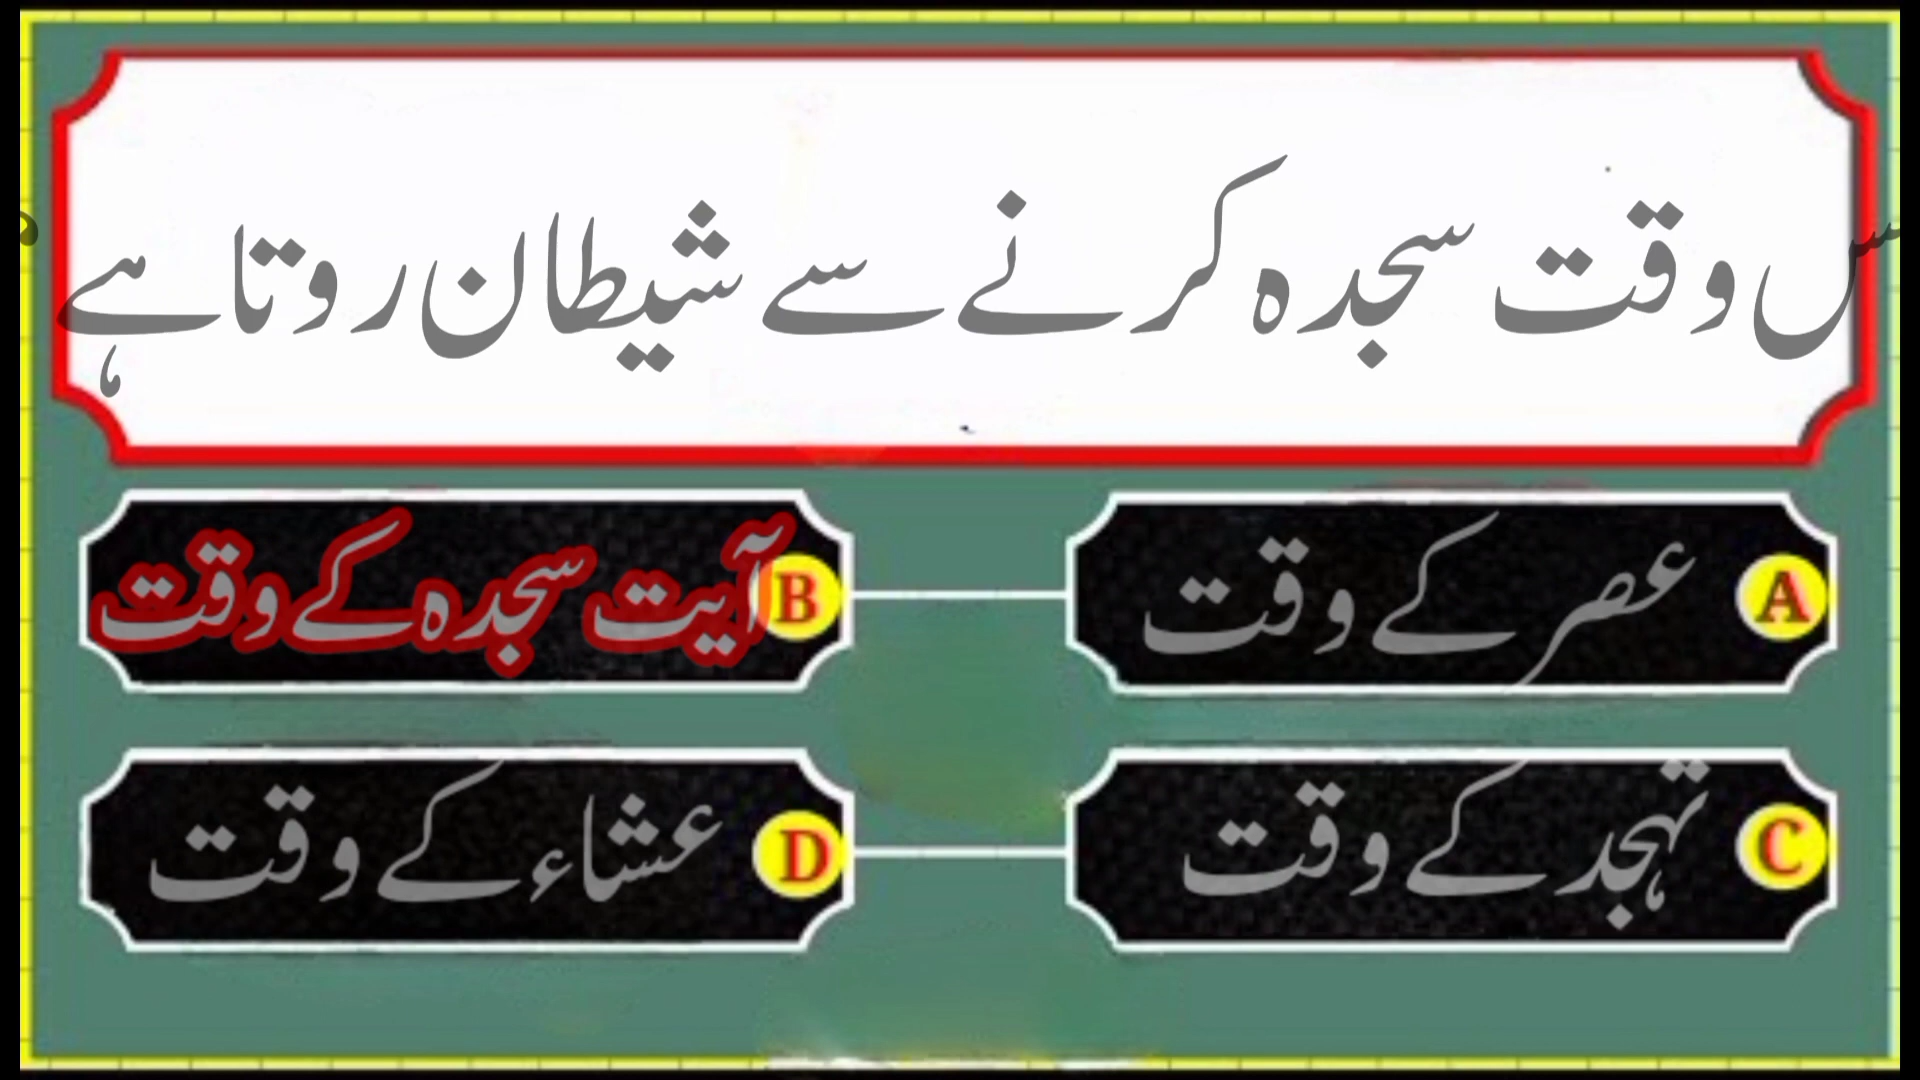 وقت سجدہ کرنے سے شیطان روتا ہے
A عصر کے وقت
B آیت سجدہ کے وقت
C تہجد کے وقت
D عشاء کے وقت